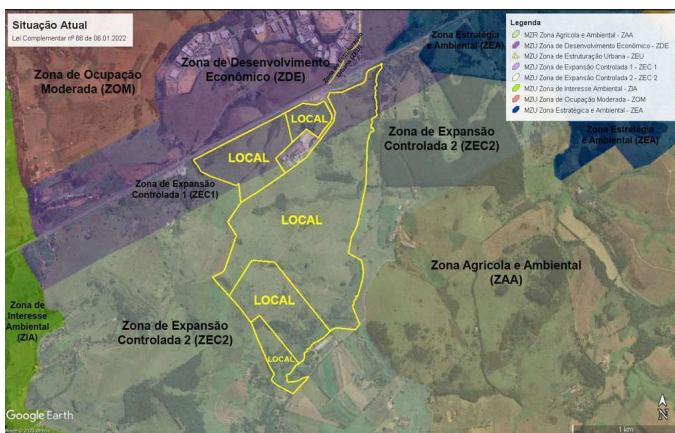 Situação Atual
Lei Complementar nº 66 de 06.01.2022
Zona de Ocupação
Moderada (ZOM)
Zona de Desenvolvimento
Econômico (ZDE)
Zona Estratégia
e Ambiental (ZEA)
Legenda
MZR Zona Agrícola e Ambiental - ZAA
MZU Zona de Desenvolvimento Econômico - ZDE
MZU Zona de Estruturação Urbana - ZEU
MZU Zona de Expansão Controlada 1 - ZEC 1
MZU Zona de Expansão Controlada 2 - ZEC 2
MZU Zona de Interesse Ambiental - ZIA
MZU Zona de Ocupação Moderada - ZOM
MZU Zona Estratégica e Ambiental - ZEA
LOCAL
LOCAL
Zona de Expansão
Controlada 2 (ZEC2)
Zona Estratégia
e Ambiental (ZEA)
Zona de Expansão
Controlada 1 (ZEC1)
LOCAL
Zona Agrícola e Ambiental
(ZAA)
LOCAL
Zona de
Interesse
Ambiental
(ZIA)
Zona de Expansão
Controlada 2 (ZEC2)
LOCAL
Google Earth
N
1 km